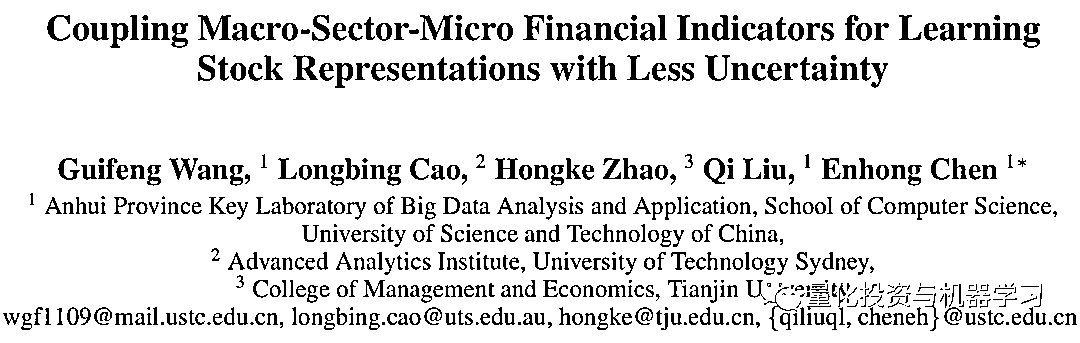 Coupling Macro-Sector-Micro Financial Indicators for Learning
Stock Representations with Less Uncertainty
Guifeng Wang, 1 Longbing Cao, 2 Hongke Zhao, 3 Qi Liu, 1 Enhong Chen 1*
1 Anhui Province Key Laboratory of Big Data Analysis and Application, School of Computer Science,
University of Science and Technology of China,
2 Advanced Analytics Institute, University of Technology Sydney,
3 College of Management and Economics, Tianjin University
量化投资与机器学习
wgf1109@mail.ustc.edu.cn, longbing.cao@uts.edu.au, hongke@tju.edu.cn, {qiliuql, cheneh}@ustc.edu.cn